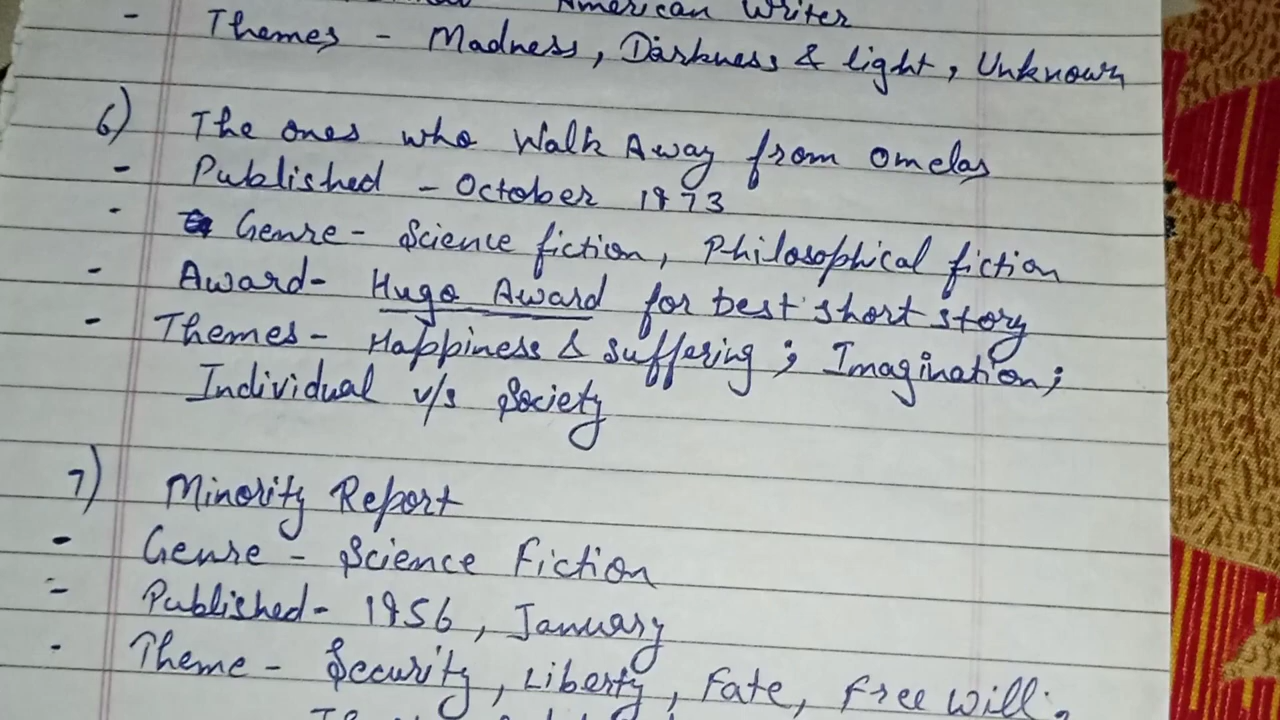 American Writer
- Themes - Madness, Darkness & light, Unknown
6) The ones who Walk Away from omelas
- Published - October 1973
- Genre - Science fiction, Philosophical fiction
- Award- Hugo Award for best short story
- Themes - Happiness & suffering; Imagination;
Individual v/s Society
7) Minority Report
- Genre - Science Fiction
- Published - 1956, January
- Theme - Security, Liberty, Fate, Free will.